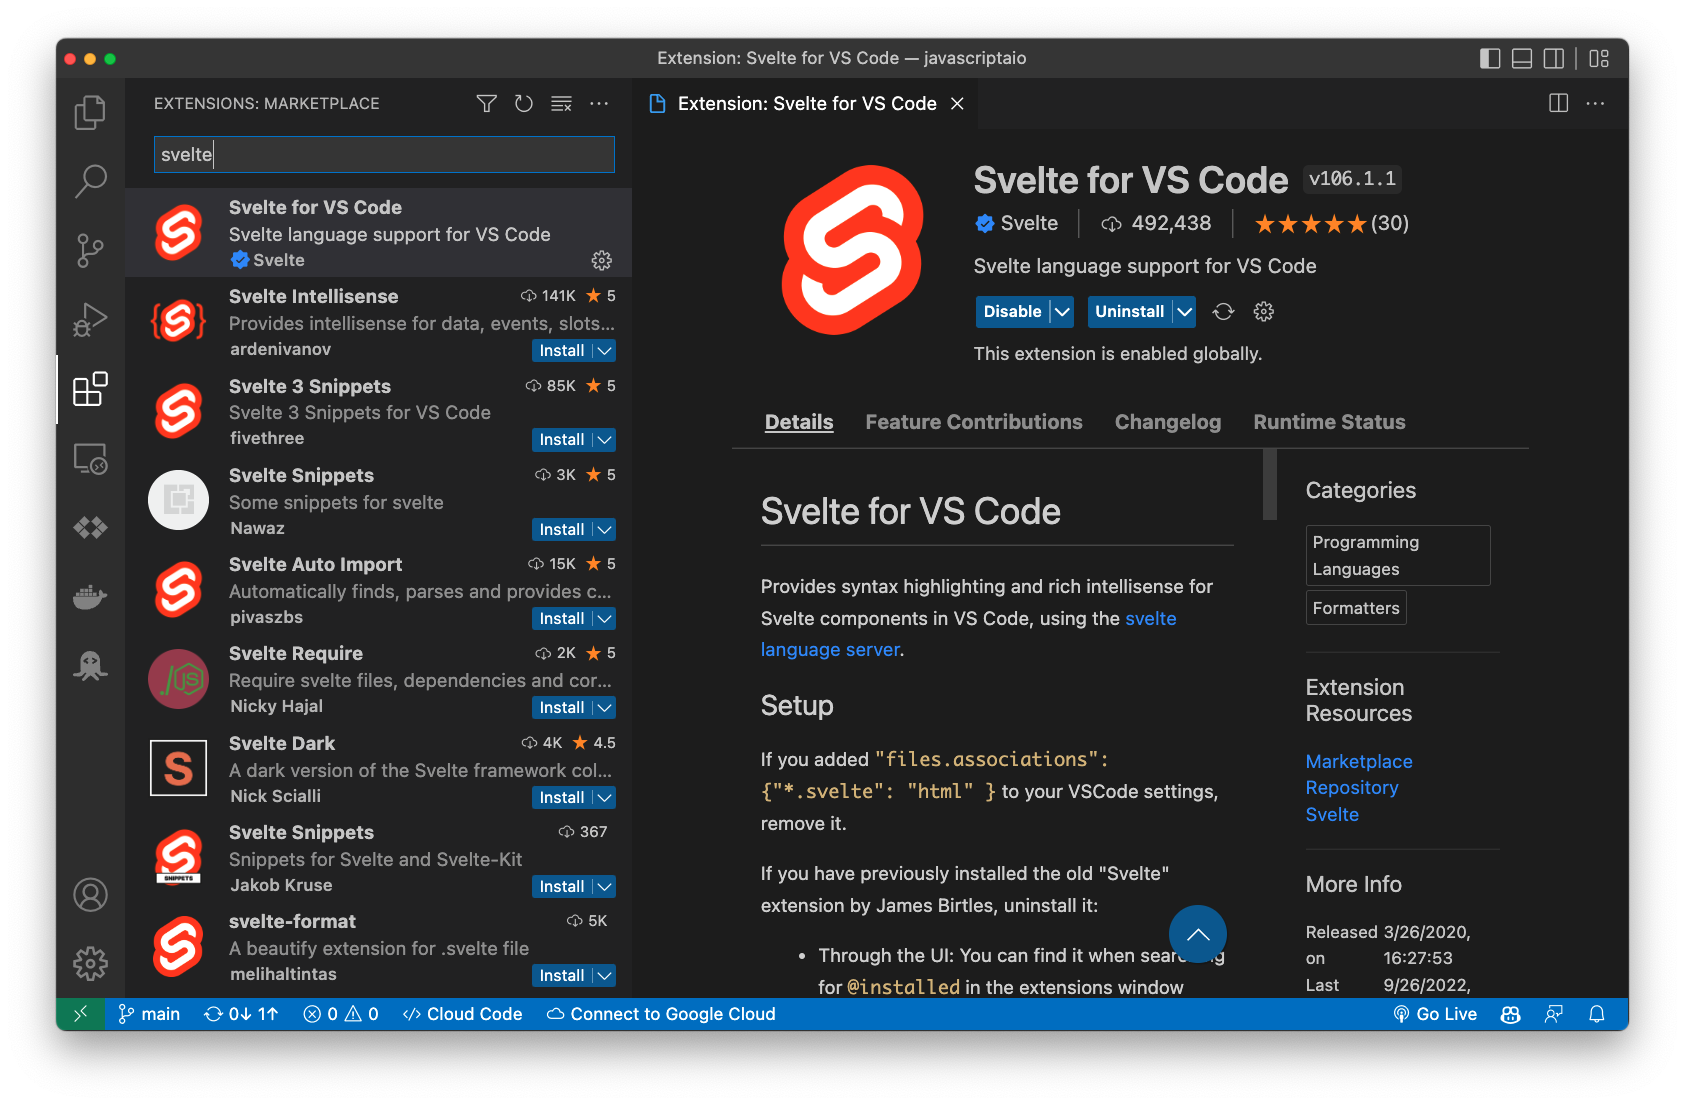 Extension: Svelte for VS Code — javascriptaio
EXTENSIONS: MARKETPLACE
svelte
Svelte for VS Code
Svelte language support for VS Code
Svelte
Svelte Intellisense 141K 5
Provides intellisense for data, events, slots...
ardenivanov Install
Svelte 3 Snippets 85K 5
Svelte 3 Snippets for VS Code
fivethree Install
Svelte Snippets 3K 5
Some snippets for svelte
Nawaz Install
Svelte Auto Import 15K 5
Automatically finds, parses and provides c...
pivaszbs Install
Svelte Require 2K 5
Require svelte files, dependencies and cor...
Nicky Hajal Install
Svelte Dark 4K 4.5
A dark version of the Svelte framework col...
Nick Scialli Install
Svelte Snippets 367
Snippets for Svelte and Svelte-Kit
Jakob Kruse Install
SNIPPETS
svelte-format 5K
A beautify extension for .svelte file
melihaltintas Install
Extension: Svelte for VS Code
Svelte for VS Code v106.1.1
Svelte 492,438 (30)
Svelte language support for VS Code
Disable Uninstall
This extension is enabled globally.
Details Feature Contributions Changelog Runtime Status
Svelte for VS Code
Provides syntax highlighting and rich intellisense for
Svelte components in VS Code, using the svelte
language server.
Setup
If you added "files.associations":
{"*.svelte": "html" } to your VSCode settings,
remove it.
If you have previously installed the old "Svelte"
extension by James Birtles, uninstall it:
• Through the UI: You can find it when sear g
for @installed in the extensions window
Categories
Programming
Languages
Formatters
Extension
Resources
Marketplace
Repository
Svelte
More Info
Released 3/26/2020,
on 16:27:53
Last 9/26/2022,
main 0↓ 1↑ 0 0 Cloud Code Connect to Google Cloud Go Live